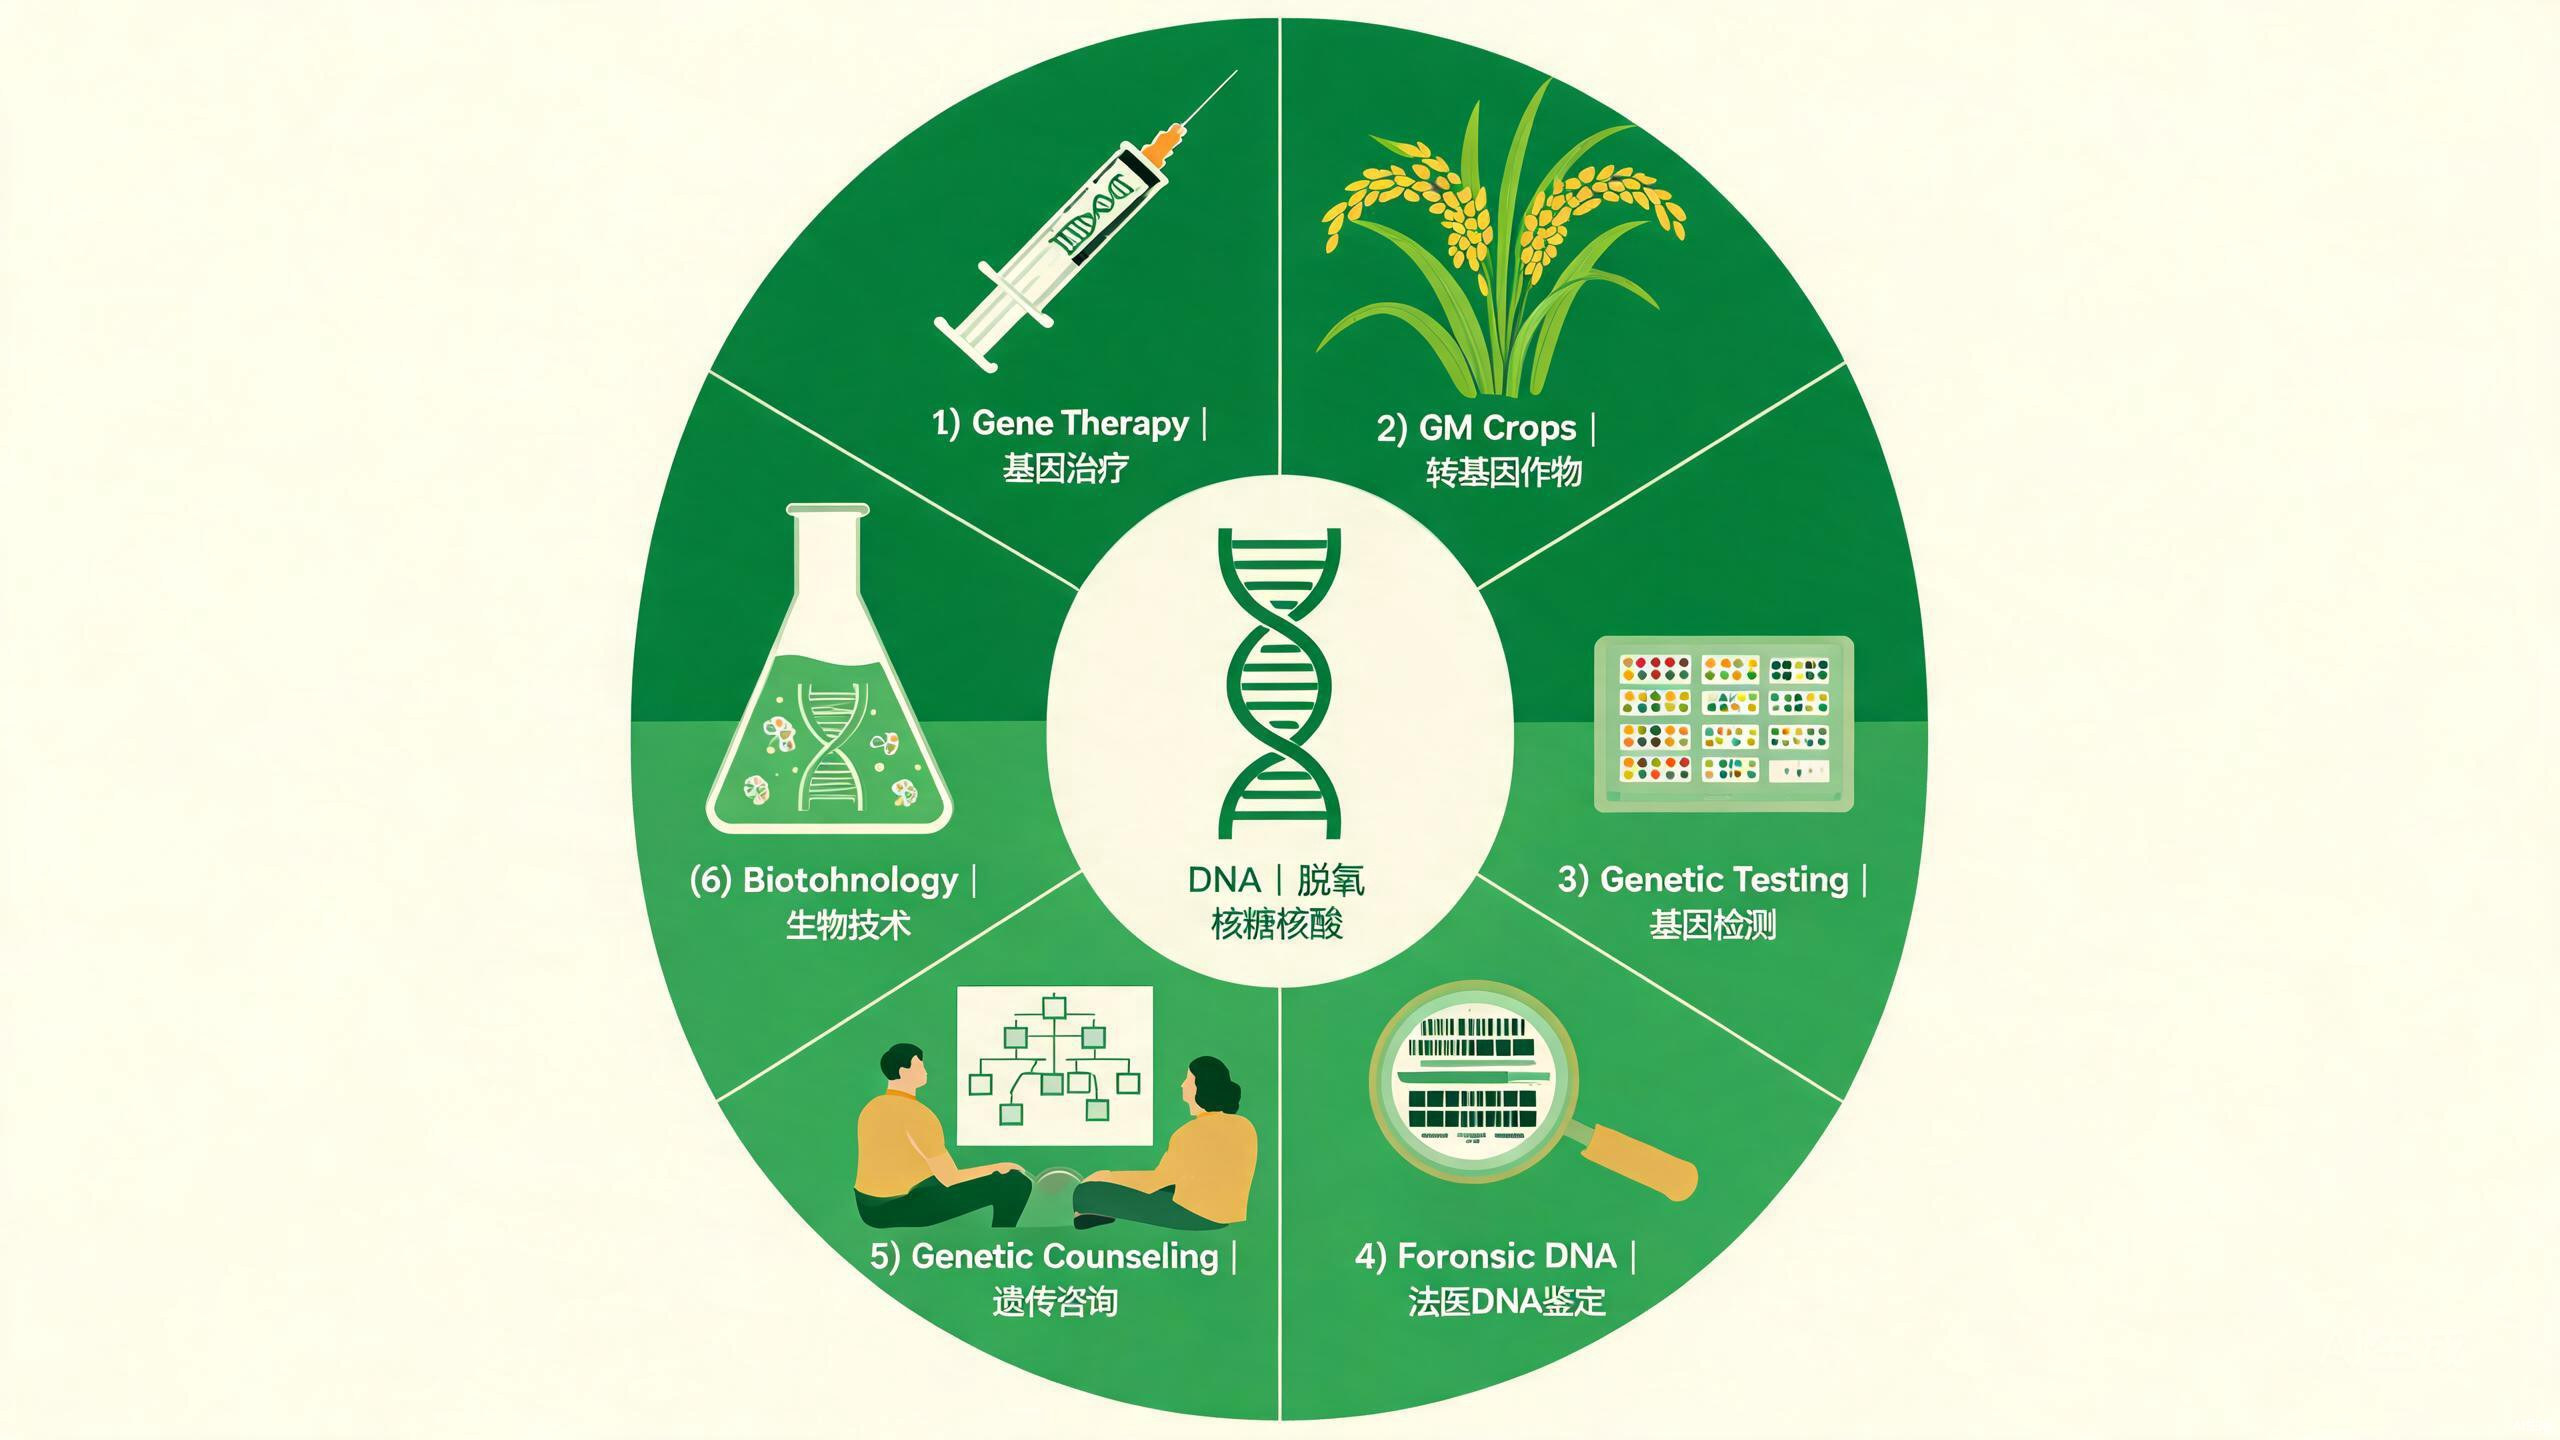 1) Gene Therapy |
基因治疗
2) GM Crops |
转基因作物
3) Genetic Testing |
基因检测
4) Foronsic DNA |
法医DNA鉴定
5) Genetic Counseling |
遗传咨询
(6) Biotohnology |
生物技术
DNA | 脱氧
核糖核酸